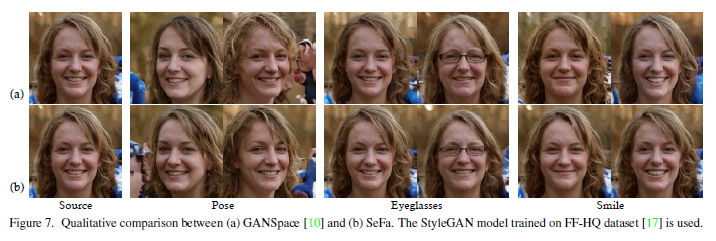 (a)
(b)
Source Pose Eyeglasses Smile
Figure 7. Qualitative comparison between (a) GANSpace [10] and (b) SeFa. The StyleGAN model trained on FF-HQ dataset [17] is used.